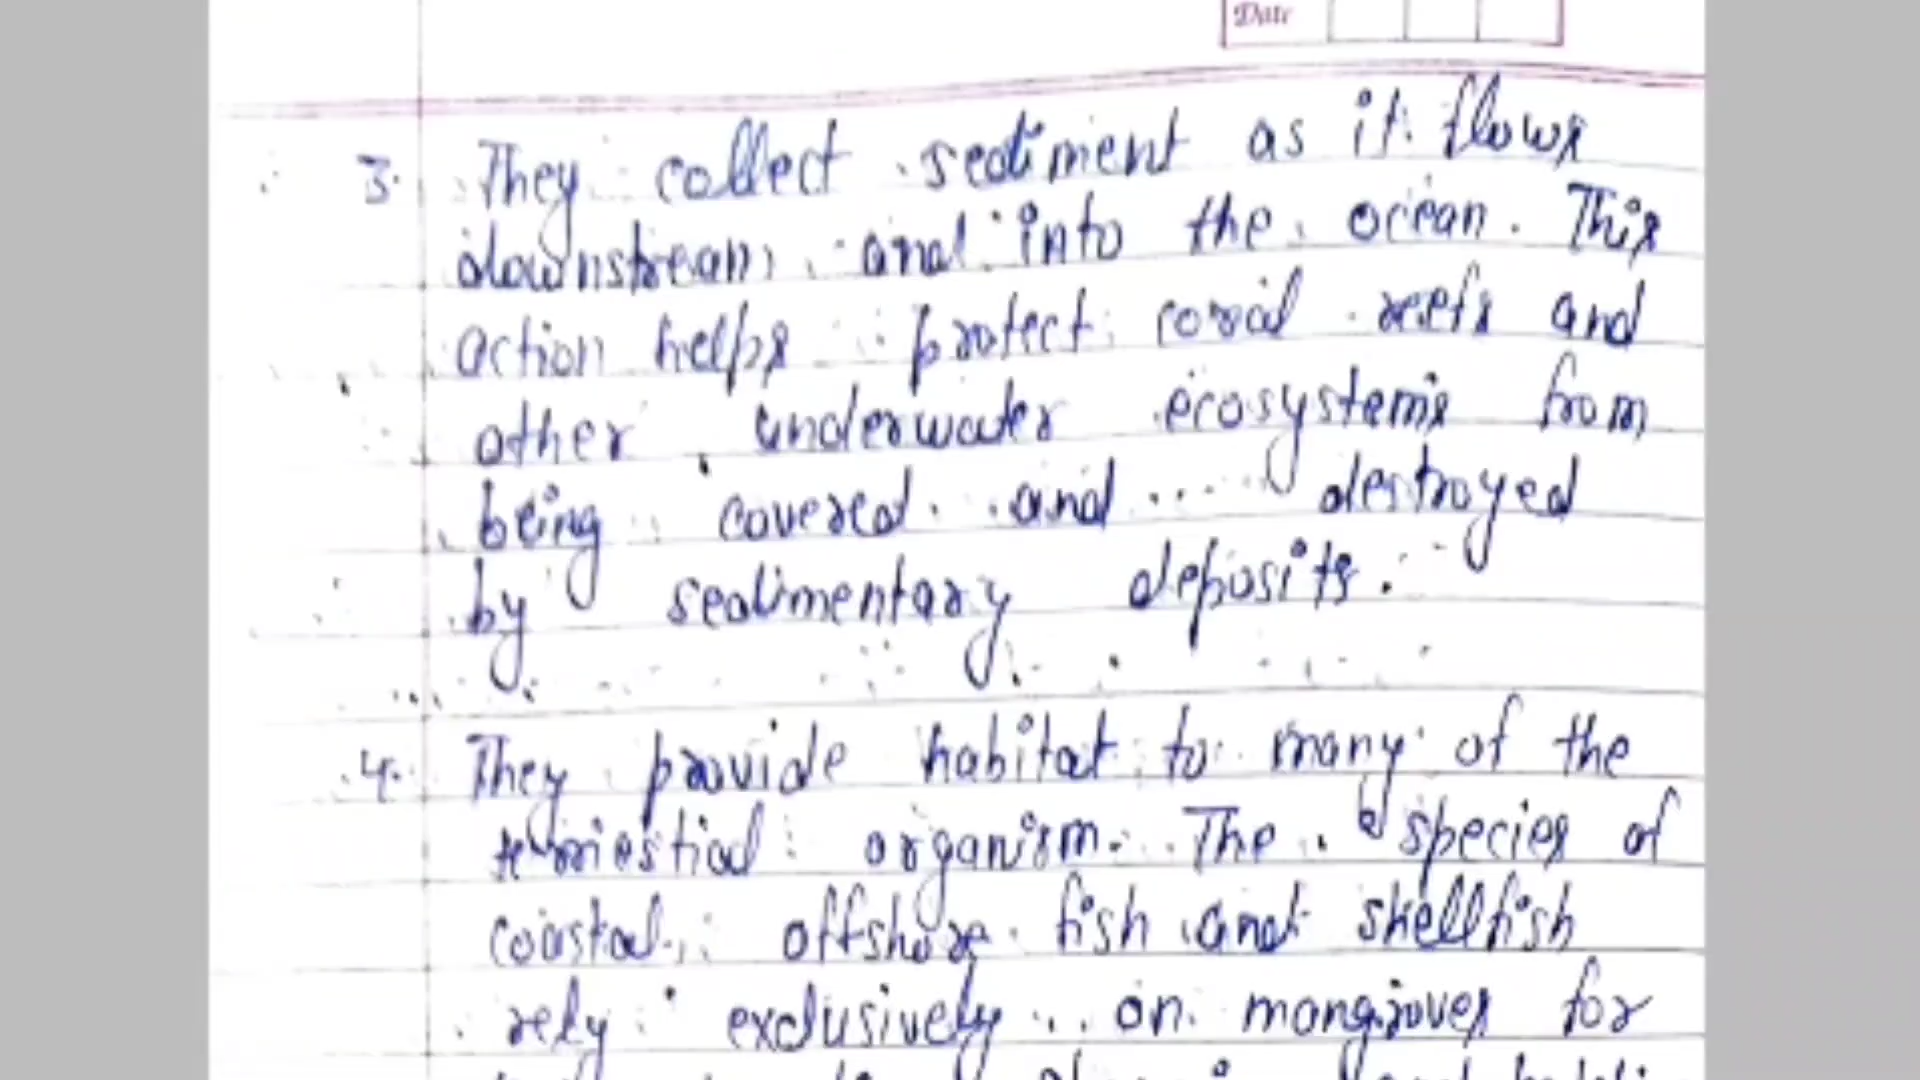 Date
3. They collect sediment as it flows
downstream and into the ocean. This
action helps protect coral reefs and
other underwater ecosystems from
being covered and destroyed
by sedimentary deposits.
4. They provide habitat to many of the
organism. The species of
coastal, offshore fish and shellfish
rely exclusively on mangroves for